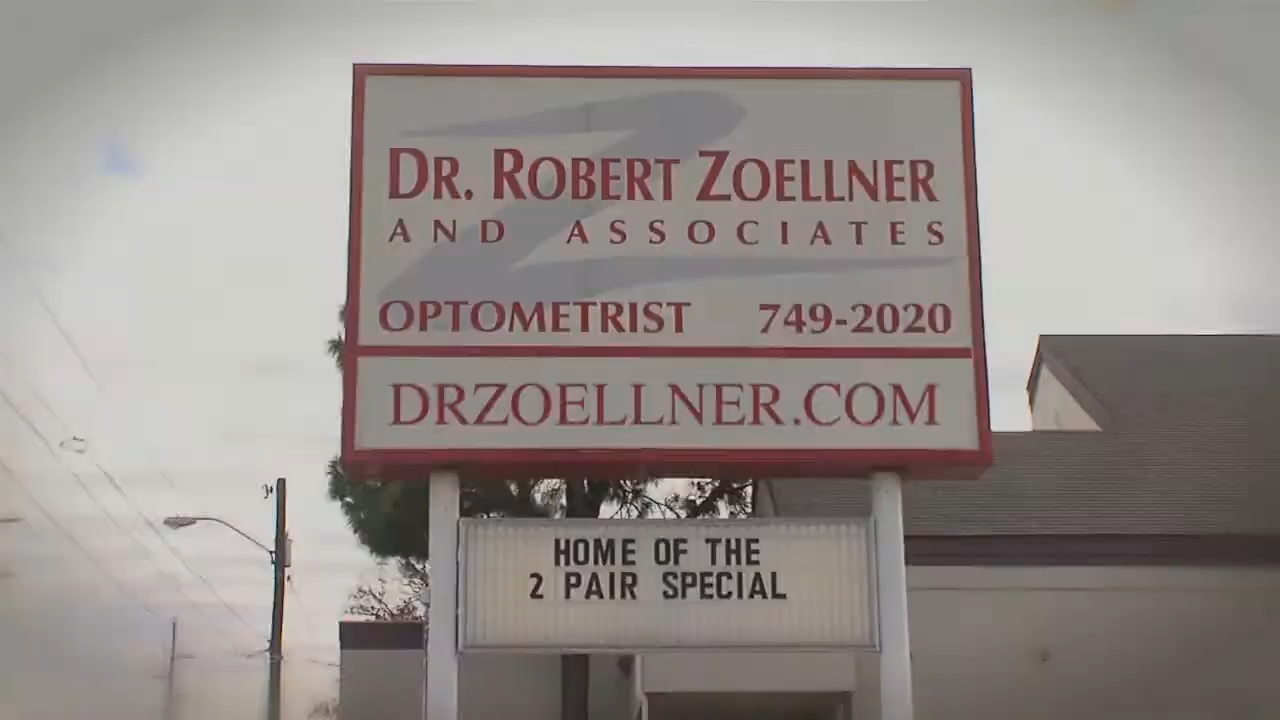 DR. ROBERT ZOELLNER
AND ASSOCIATES
OPTOMETRIST 749-2020
DRZOELLNER.COM
HOME OF THE
2 PAIR SPECIAL